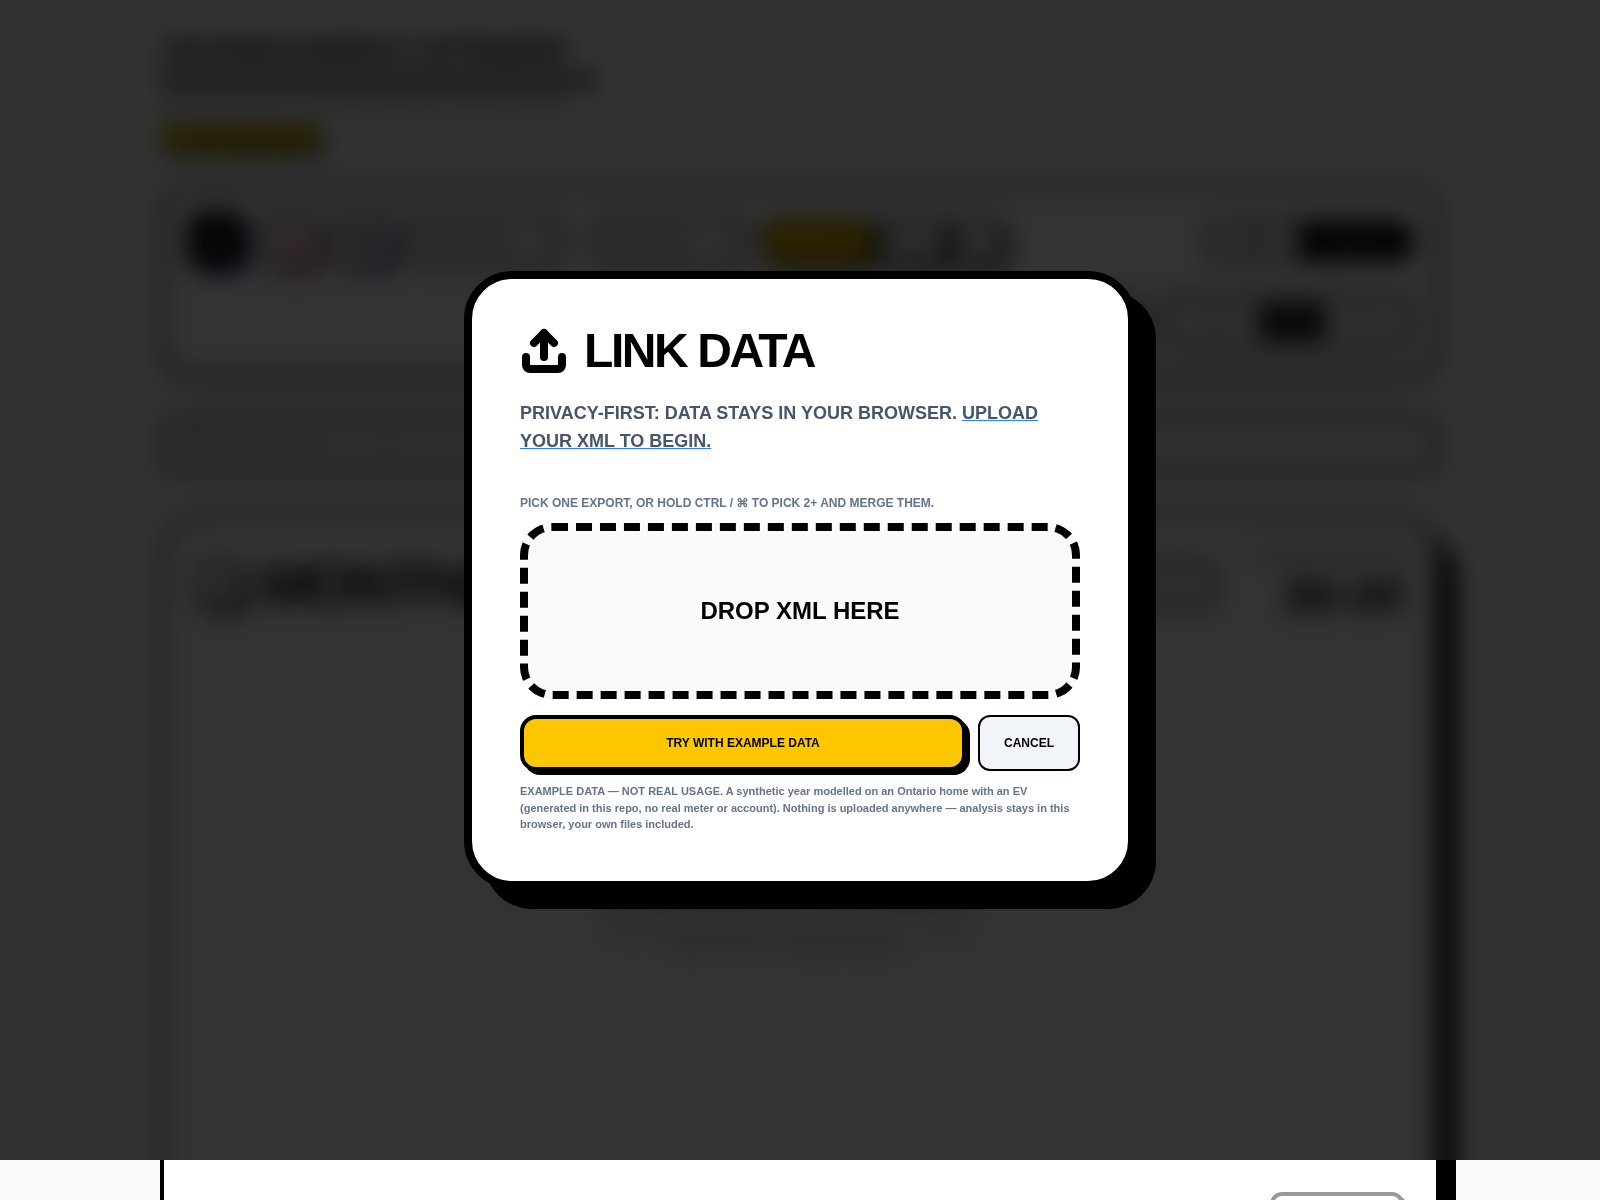 LINK DATA
PRIVACY-FIRST: DATA STAYS IN YOUR BROWSER. UPLOAD
YOUR XML TO BEGIN.
PICK ONE EXPORT, OR HOLD CTRL / ⌘ TO PICK 2+ AND MERGE THEM.
DROP XML HERE
TRY WITH EXAMPLE DATA
CANCEL
EXAMPLE DATA — NOT REAL USAGE. A synthetic year modelled on an Ontario home with an EV
(generated in this repo, no real meter or account). Nothing is uploaded anywhere — analysis stays in this
browser, your own files included.